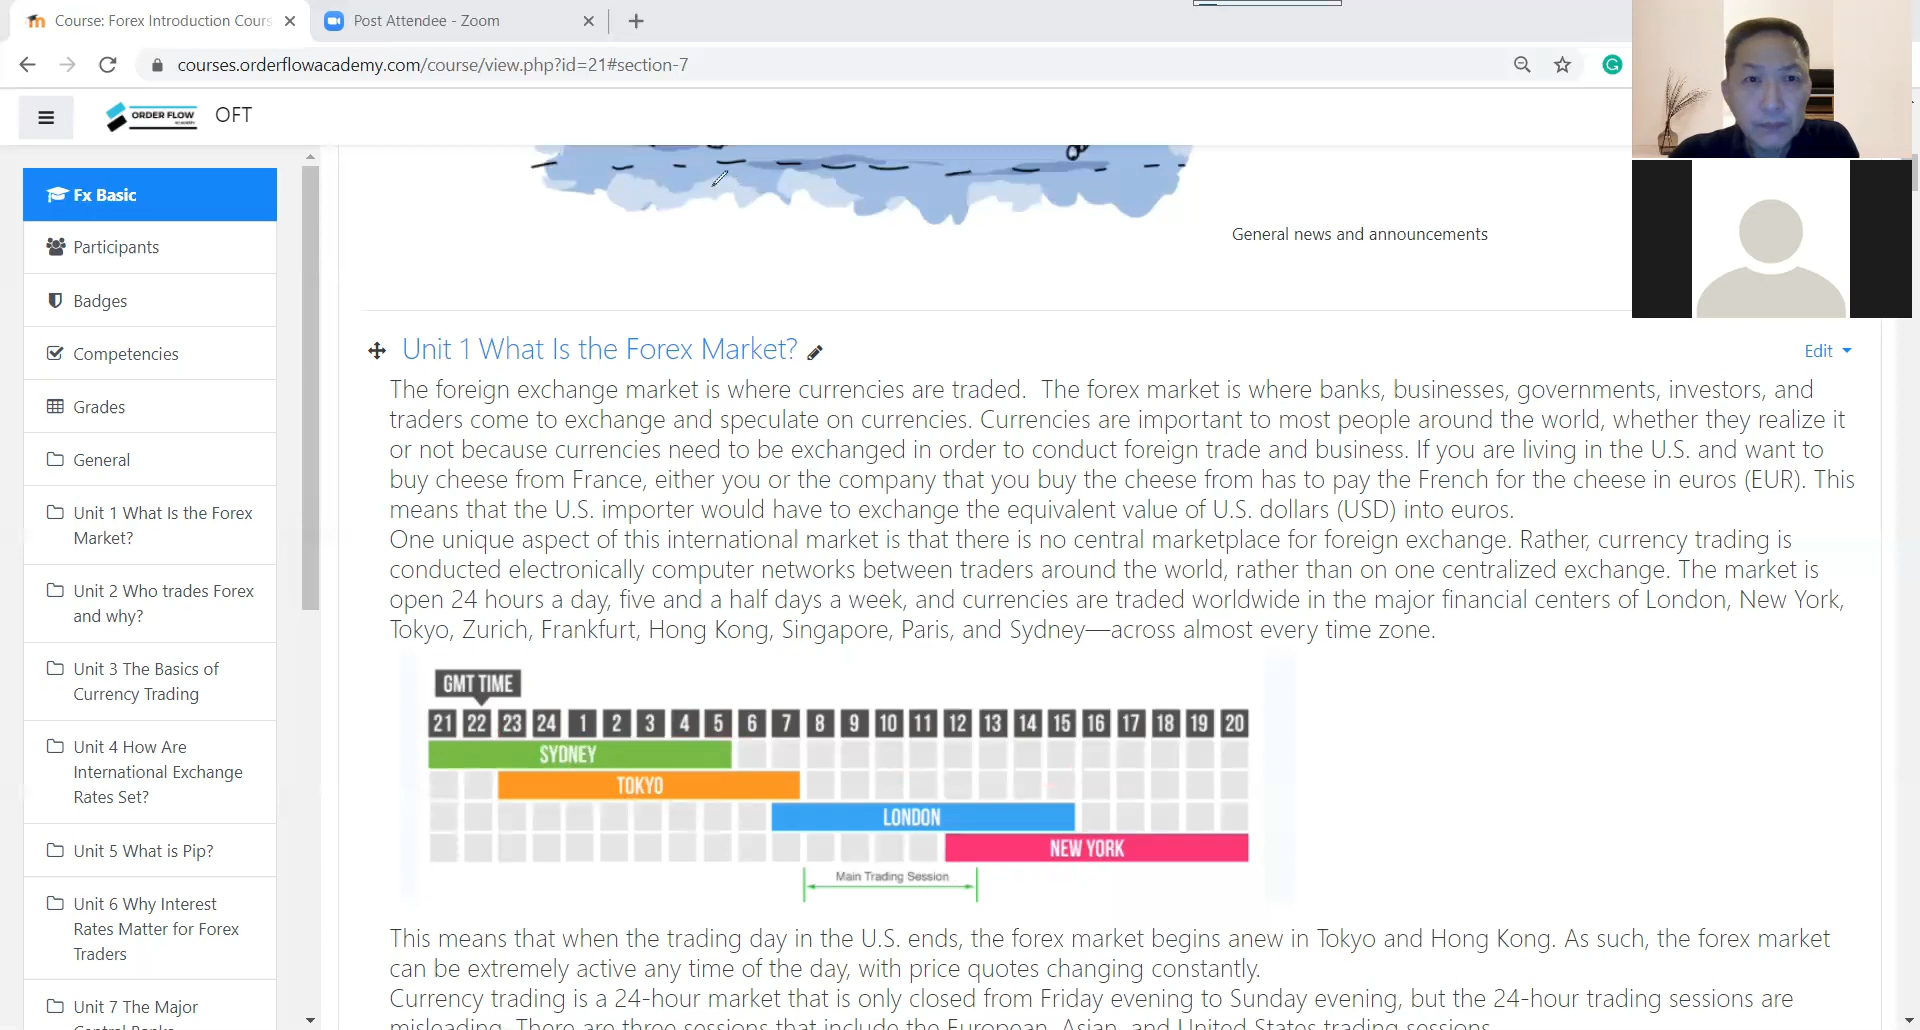 Course: Forex Introduction Cours
Post Attendee - Zoom
courses.orderflowacademy.com/course/view.php?id=21#section-7
ORDER FLOW
OFT
Fx Basic
Participants
Badges
Competencies
Grades
General
Unit 1 What Is the Forex
Market?
Unit 2 Who trades Forex
and why?
Unit 3 The Basics of
Currency Trading
Unit 4 How Are
International Exchange
Rates Set?
Unit 5 What is Pip?
Unit 6 Why Interest
Rates Matter for Forex
Traders
Unit 7 The Major
General news and announcements
Unit 1 What Is the Forex Market?
Edit
The foreign exchange market is where currencies are traded.  The forex market is where banks, businesses, governments, investors, and
traders come to exchange and speculate on currencies. Currencies are important to most people around the world, whether they realize it
or not because currencies need to be exchanged in order to conduct foreign trade and business. If you are living in the U.S. and want to
buy cheese from France, either you or the company that you buy the cheese from has to pay the French for the cheese in euros (EUR). This
means that the U.S. importer would have to exchange the equivalent value of U.S. dollars (USD) into euros.
One unique aspect of this international market is that there is no central marketplace for foreign exchange. Rather, currency trading is
conducted electronically computer networks between traders around the world, rather than on one centralized exchange. The market is
open 24 hours a day, five and a half days a week, and currencies are traded worldwide in the major financial centers of London, New York,
Tokyo, Zurich, Frankfurt, Hong Kong, Singapore, Paris, and Sydney—across almost every time zone.
GMT TIME
21 22 23 24 1 2 3 4 5 6 7 8 9 10 11 12 13 14 15 16 17 18 19 20
SYDNEY
TOKYO
LONDON
NEW YORK
Main Trading Session
This means that when the trading day in the U.S. ends, the forex market begins anew in Tokyo and Hong Kong. As such, the forex market
can be extremely active any time of the day, with price quotes changing constantly.
Currency trading is a 24-hour market that is only closed from Friday evening to Sunday evening, but the 24-hour trading sessions are
misleading. There are three sessions that include the European, Asian, and United States trading sessions.